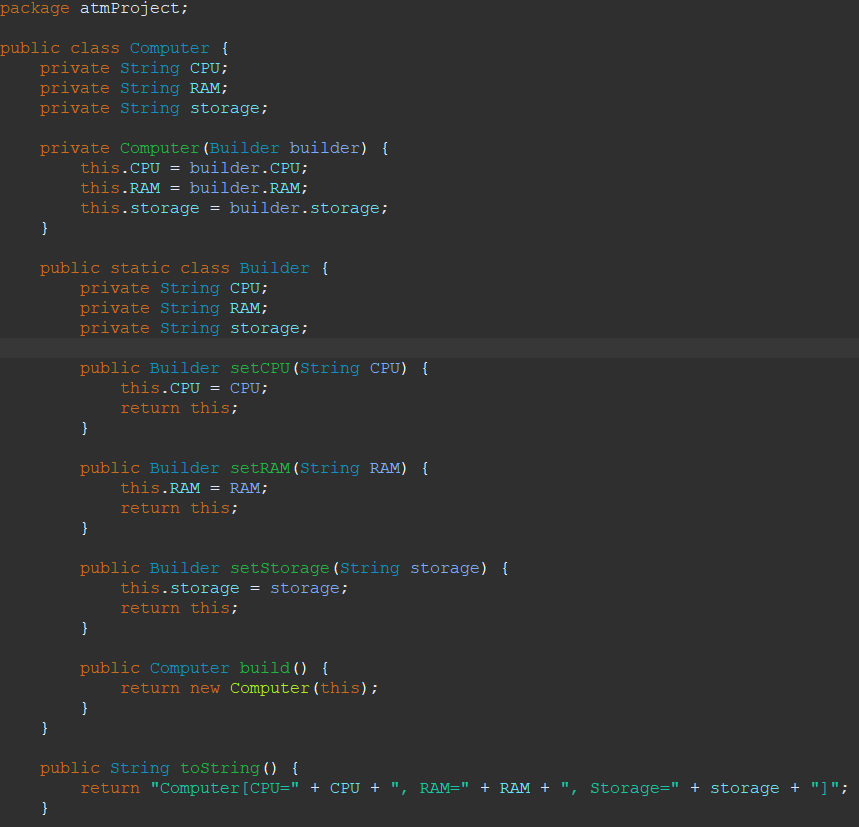 package atmProject;
public class Computer {
private String CPU;
private String RAM;
private String storage;
private Computer(Builder builder) {
this.CPU = builder.CPU;
this.RAM = builder.RAM;
this.storage = builder.storage;
}
public static class Builder {
private String CPU;
private String RAM;
private String storage;
public Builder setCPU(String CPU) {
this.CPU = CPU;
return this;
}
public Builder setRAM(String RAM) {
this.RAM = RAM;
return this;
}
public Builder setStorage(String storage) {
this.storage = storage;
return this;
}
public Computer build() {
return new Computer(this);
}
}
public String toString() {
return "Computer[CPU=" + CPU + ", RAM=" + RAM + ", Storage=" + storage + "]";
}